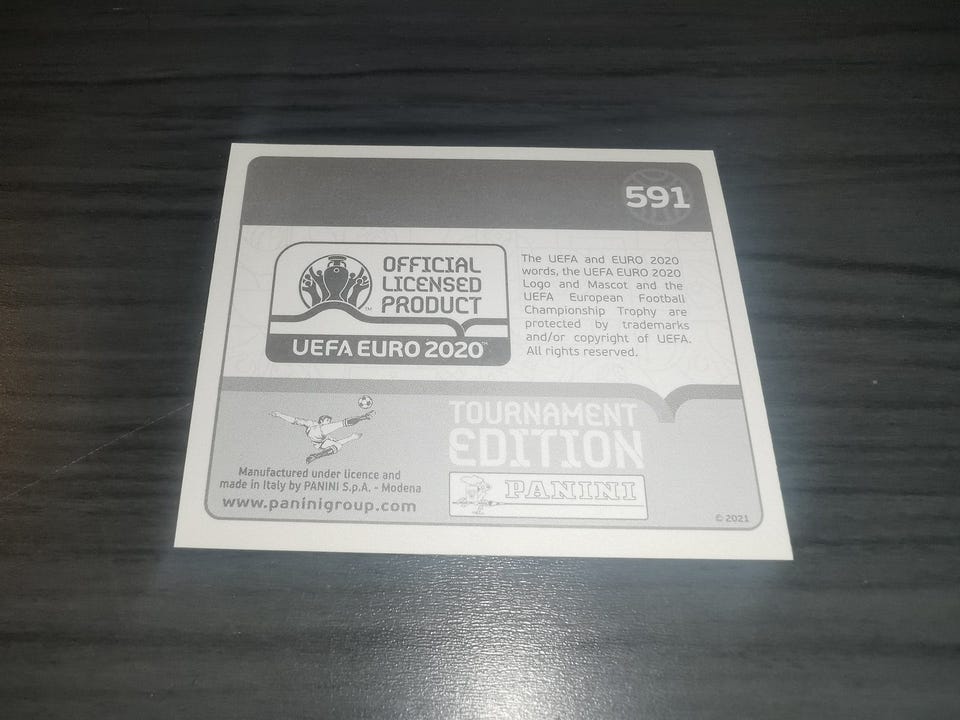 591
OFFICIAL
LICENSED
PRODUCT
TM
UEFA EURO 2020™
The UEFA and EURO 2020
words, the UEFA EURO 2020
Logo and Mascot and the
UEFA European Football
Championship Trophy are
protected by trademarks
and/or copyright of UEFA.
All rights reserved.
Manufactured under licence and
made in Italy by PANINI S.p.A. - Modena
www.paninigroup.com
TOURNAMENT
EDITION
PANINI
© 2021